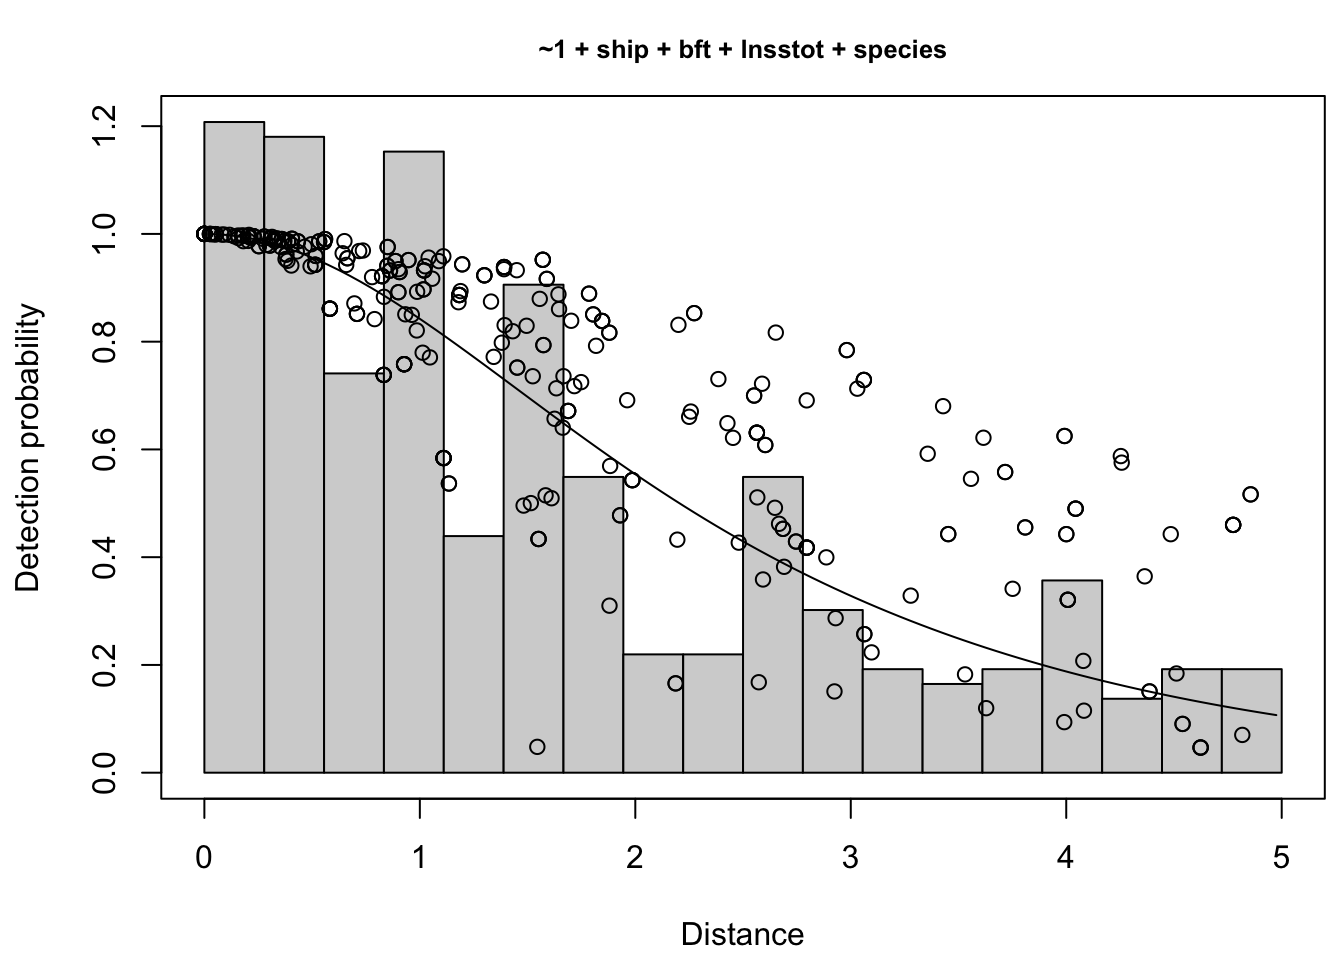 ~1 + ship + bft + lnsstot + species
Detection probability
1.2
1.0
0.8
0.6
0.4
0.2
0.0
0 1 2 3 4 5
Distance